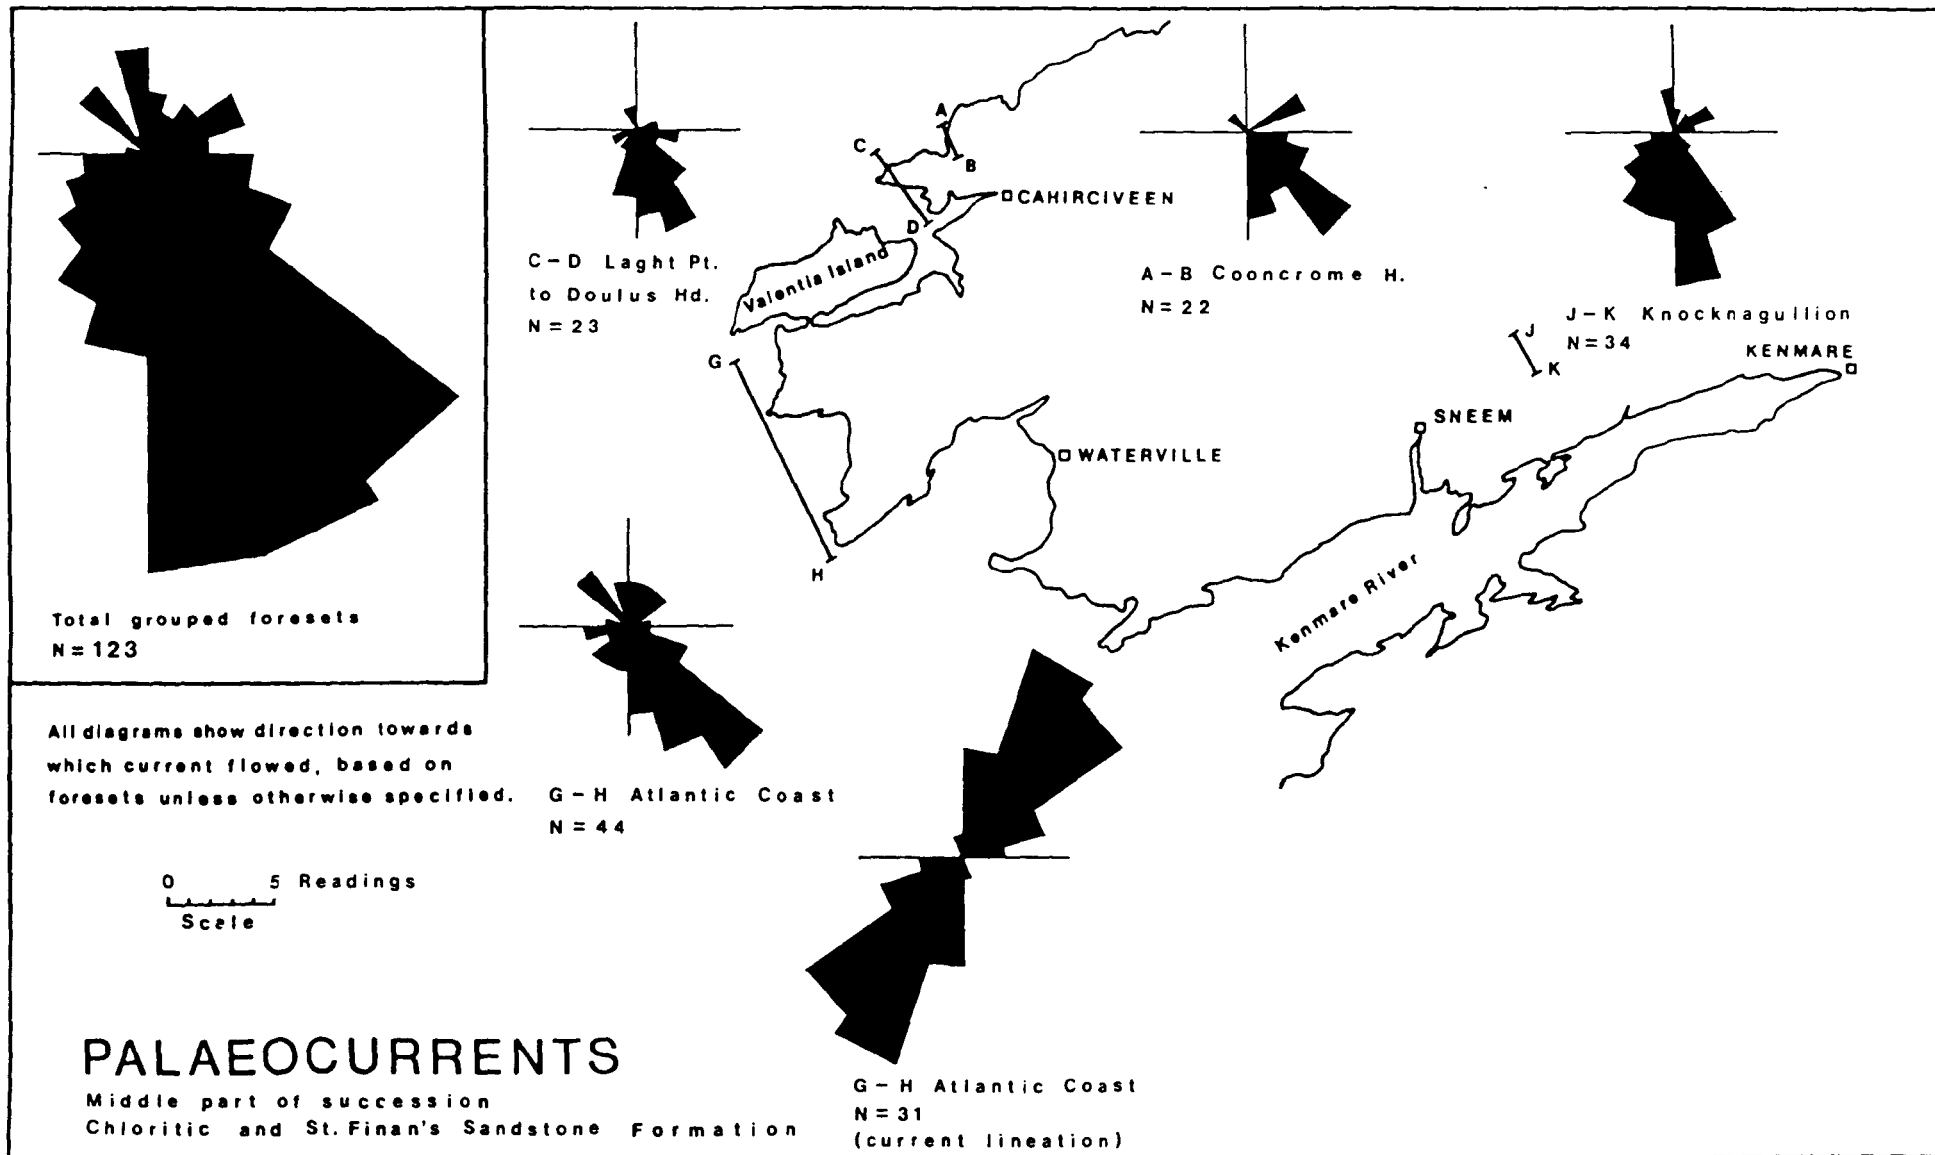 Total grouped foresets
N=123
All diagrams show direction towards
which current flowed, based on
foresets unless otherwise specified.
0 5 Readings
Scale
PALAEOCURRENTS
Middle part of succession
Chloritic and St. Finan's Sandstone Formation
C-D Laght Pt.
to Doulus Hd.
N=23
A
B
C
D
CAHIRCIVEEN
Valentia Island
A-B Cooncrome H.
N=22
J-K Knocknagullion
N=34
J
K
KENMARE
G
H
SNEEM
WATERVILLE
Kenmare River
G-H Atlantic Coast
N=44
G-H Atlantic Coast
N=31
(current lineation)